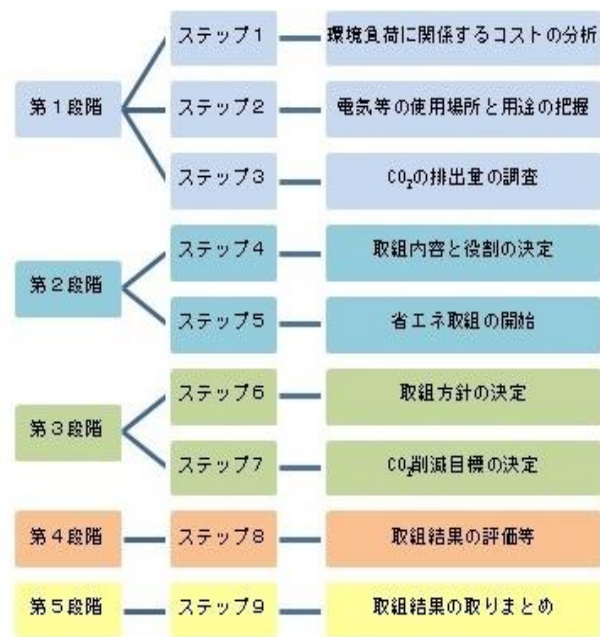 第１段階
ステップ１
環境負荷に関係するコストの分析
ステップ２
電気等の使用場所と用途の把握
ステップ３
CO₂の排出量の調査
第２段階
ステップ４
取組内容と役割の決定
ステップ５
省エネ取組の開始
第３段階
ステップ６
取組方針の決定
ステップ７
CO₂削減目標の決定
第４段階
ステップ８
取組結果の評価等
第５段階
ステップ９
取組結果の取りまとめ